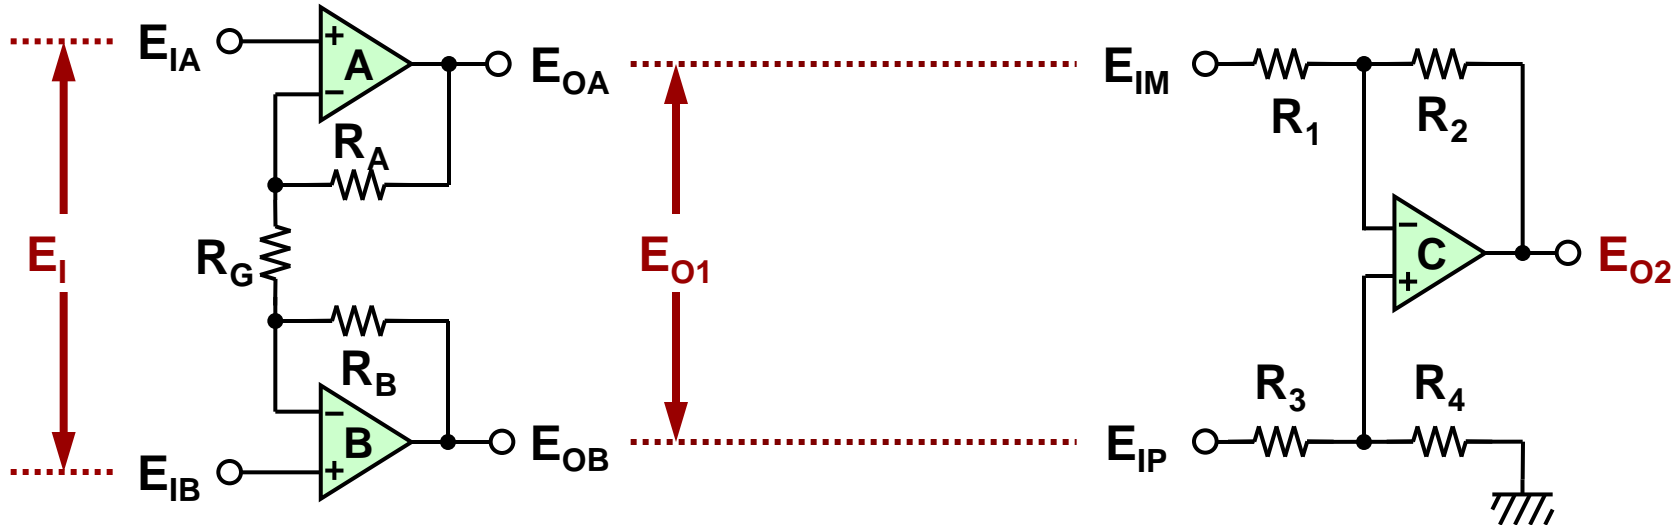 E_IA
+
A
−
E_OA
R_A
E_I
R_G
R_B
−
B
+
E_OB
E_IB
E_O1
E_IM
R_1
R_2
−
C
+
E_O2
R_3
R_4
E_IP